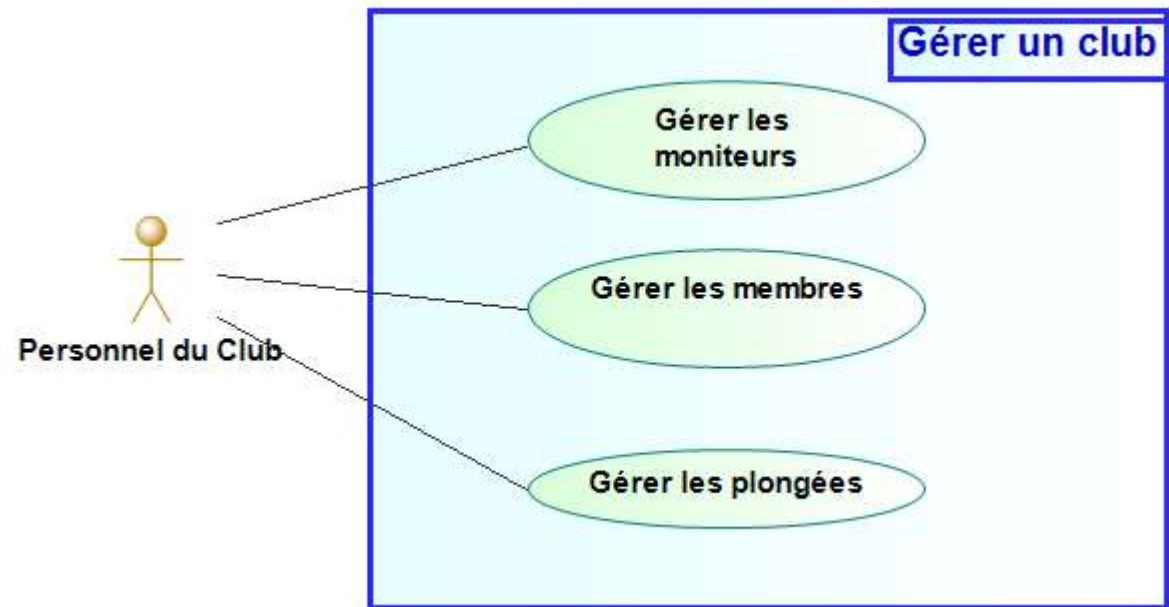 Gérer un club
Gérer les
moniteurs
Gérer les membres
Personnel du Club
Gérer les plongées